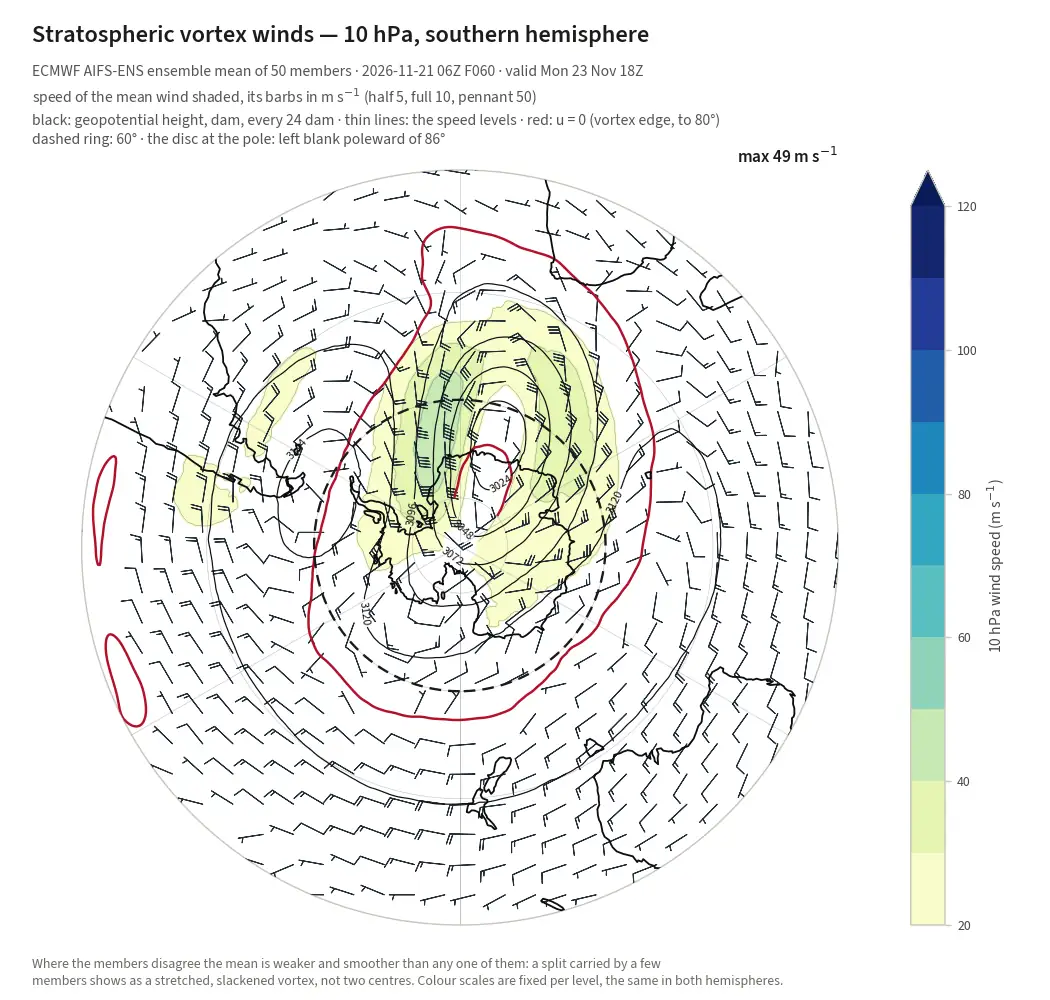 Stratospheric vortex winds — 10 hPa, southern hemisphere
ECMWF AIFS-ENS ensemble mean of 50 members · 2026-11-21 06Z F060 · valid Mon 23 Nov 18Z
speed of the mean wind shaded, its barbs in m s⁻¹ (half 5, full 10, pennant 50)
black: geopotential height, dam, every 24 dam · thin lines: the speed levels · red: u = 0 (vortex edge, to 80°)
dashed ring: 60° · the disc at the pole: left blank poleward of 86°
max 49 m s⁻¹
120
100
80
60
40
20
10 hPa wind speed (m s⁻¹)
3024
3120
3096
3048
3072
3120
Where the members disagree the mean is weaker and smoother than any one of them: a split carried by a few
members shows as a stretched, slackened vortex, not two centres. Colour scales are fixed per level, the same in both hemispheres.